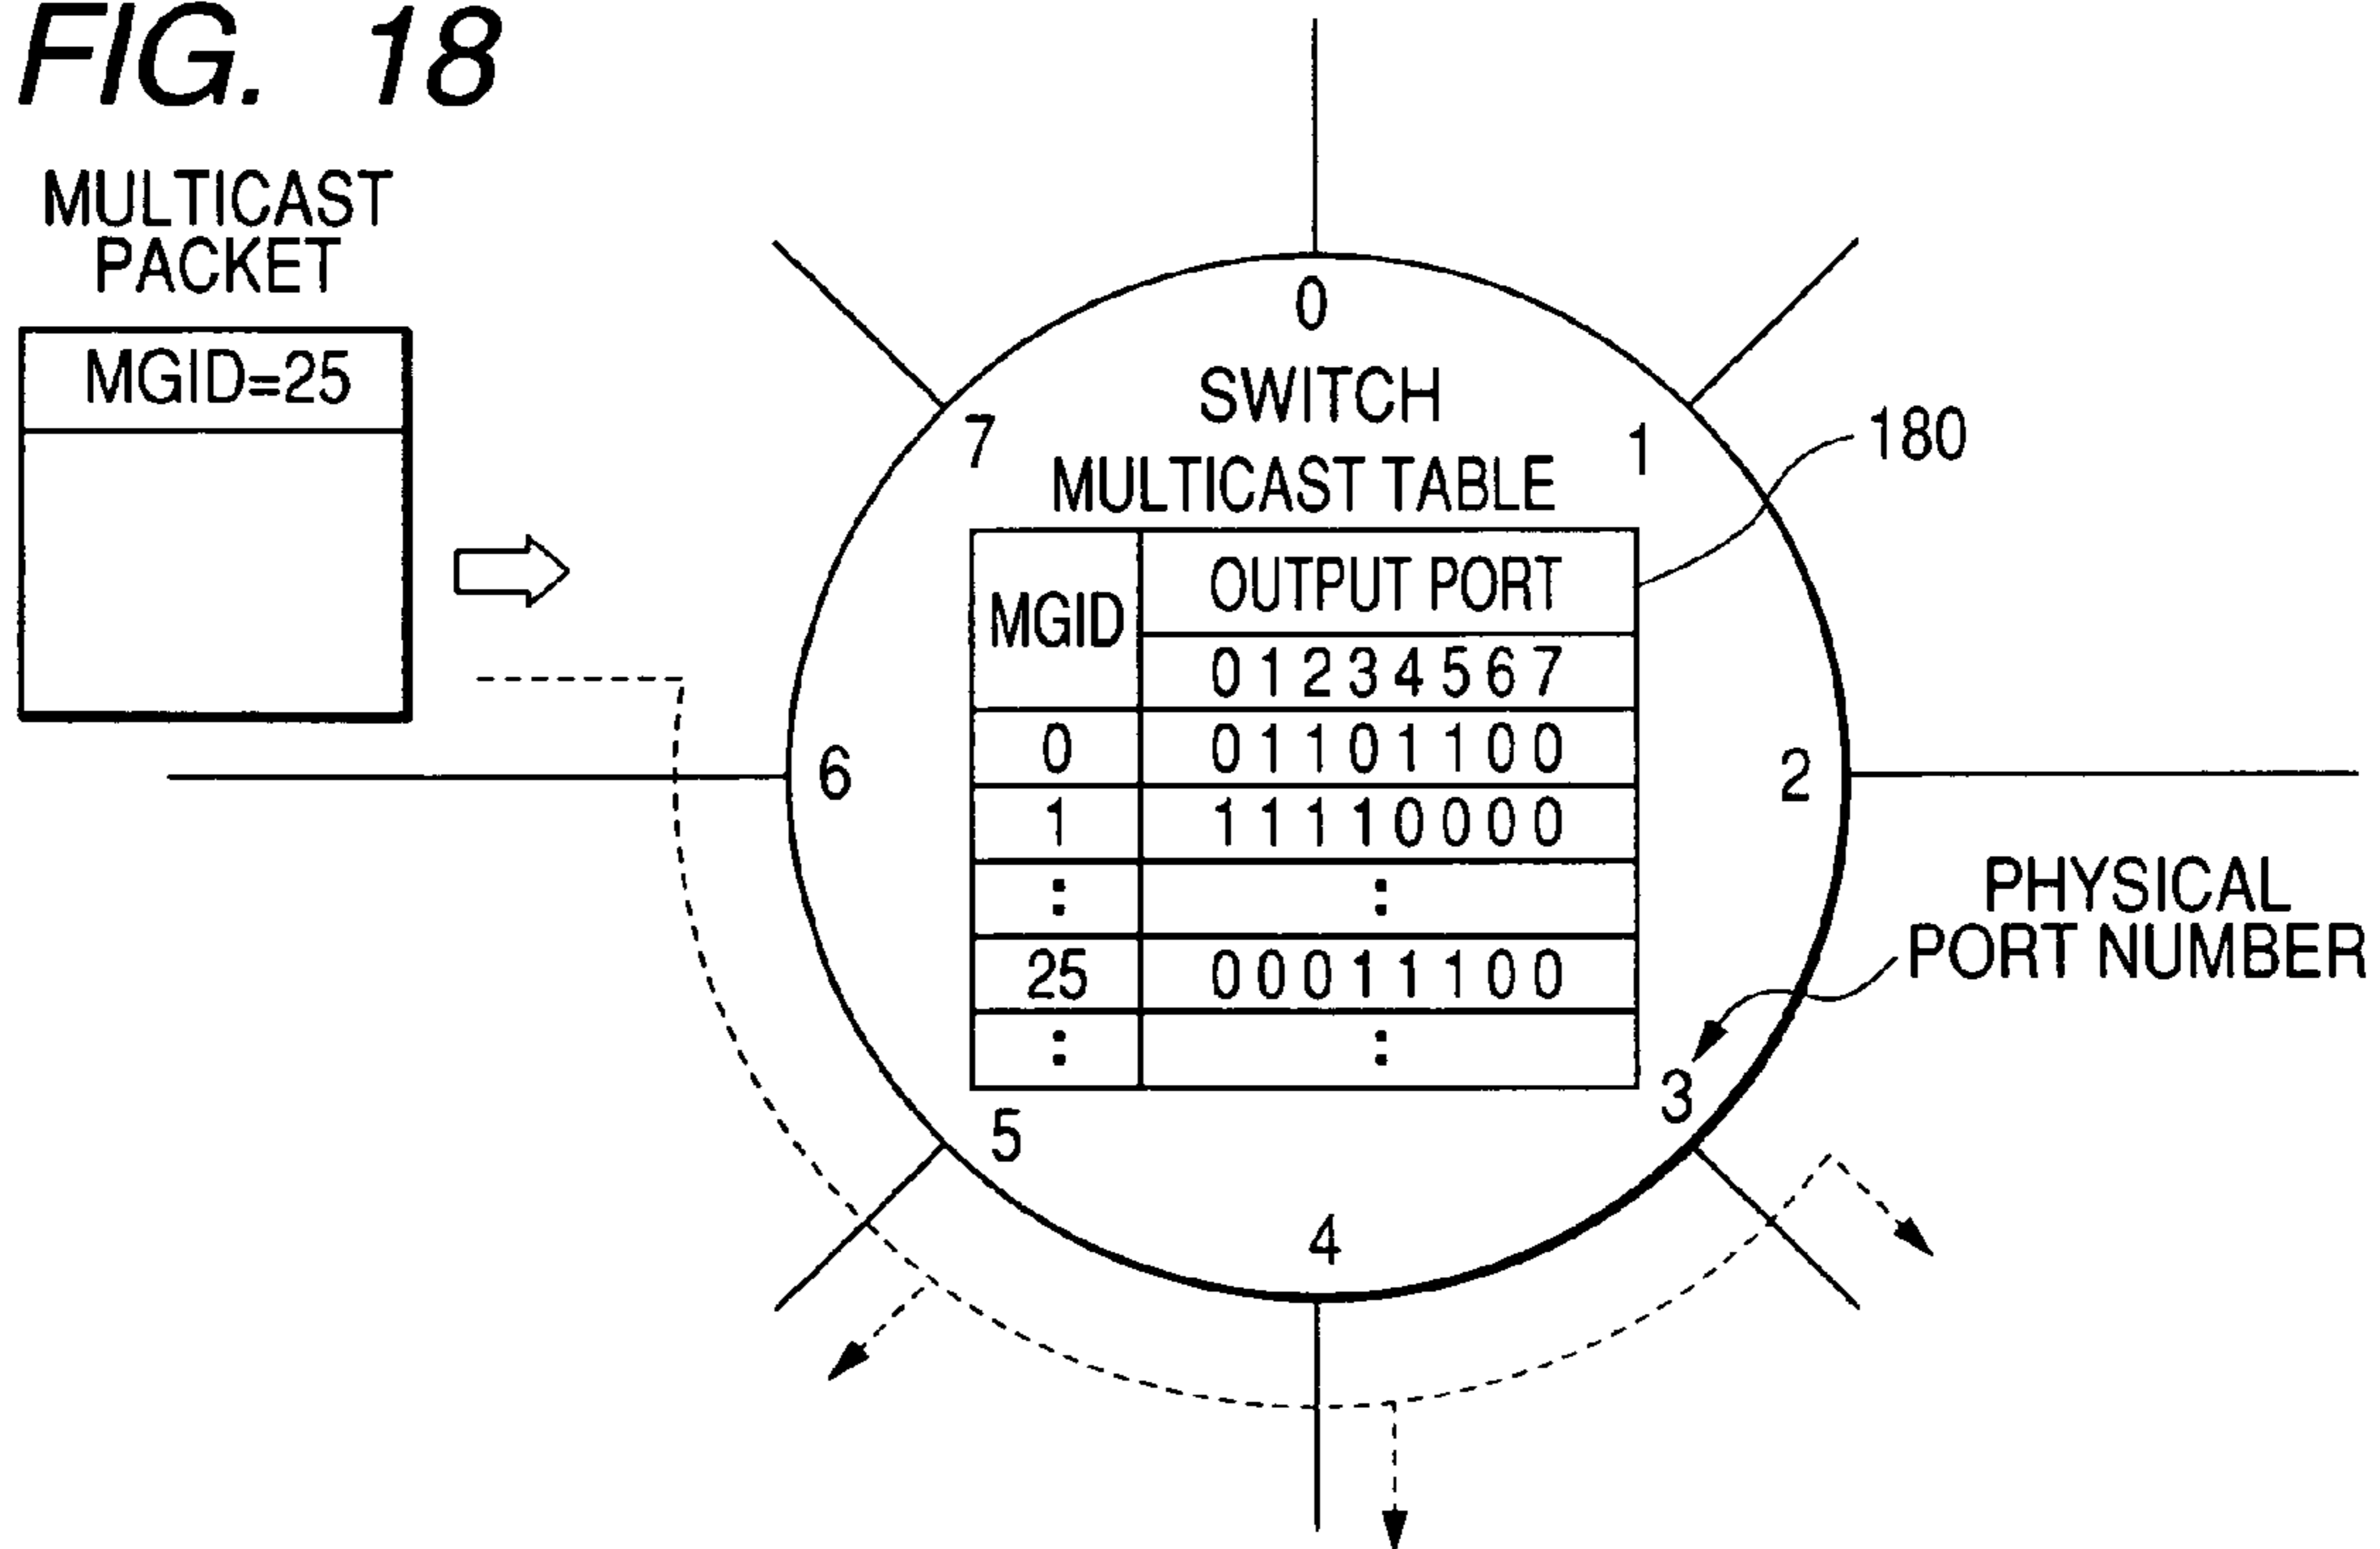 FIG. 18
MULTICAST
PACKET
MGID=25
0
1
2
3
4
5
6
7
SWITCH
MULTICAST TABLE
180
MGID
OUTPUT PORT
0 1 2 3 4 5 6 7
0 0 1 1 0 1 1 0 0
1 1 1 1 1 0 0 0 0
: :
25 0 0 0 1 1 1 0 0
: :
PHYSICAL
PORT NUMBER